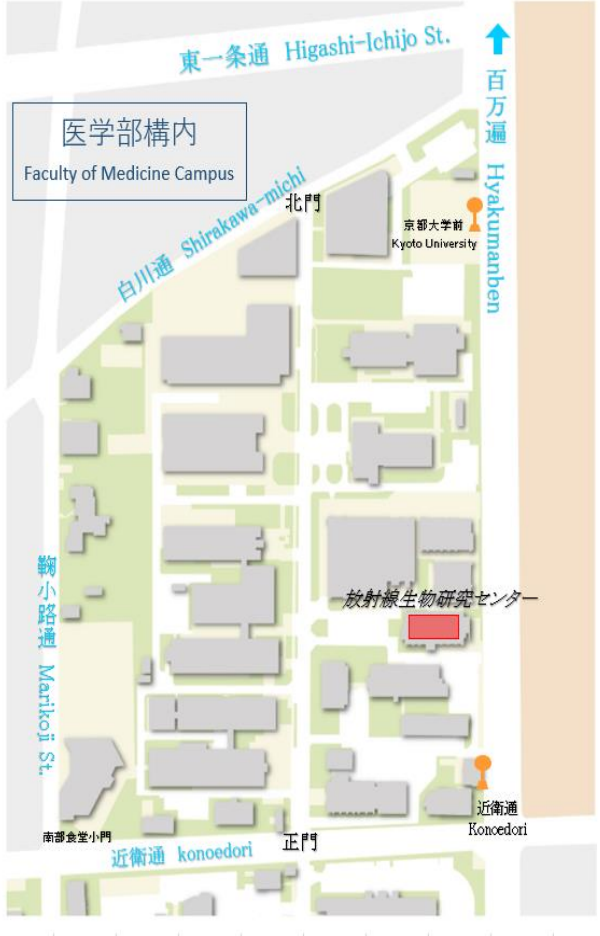 東一条通 Higashi-Ichijo St.
医学部構内
Faculty of Medicine Campus
百万遍 Hyakumanben
白川通 Shirakawa-michi
北門
京都大学前
Kyoto University
鞠小路通 Marikoji St.
放射線生物研究センター
近衛通
Konoedori
南部食堂小門
正門
近衛通 konoedori